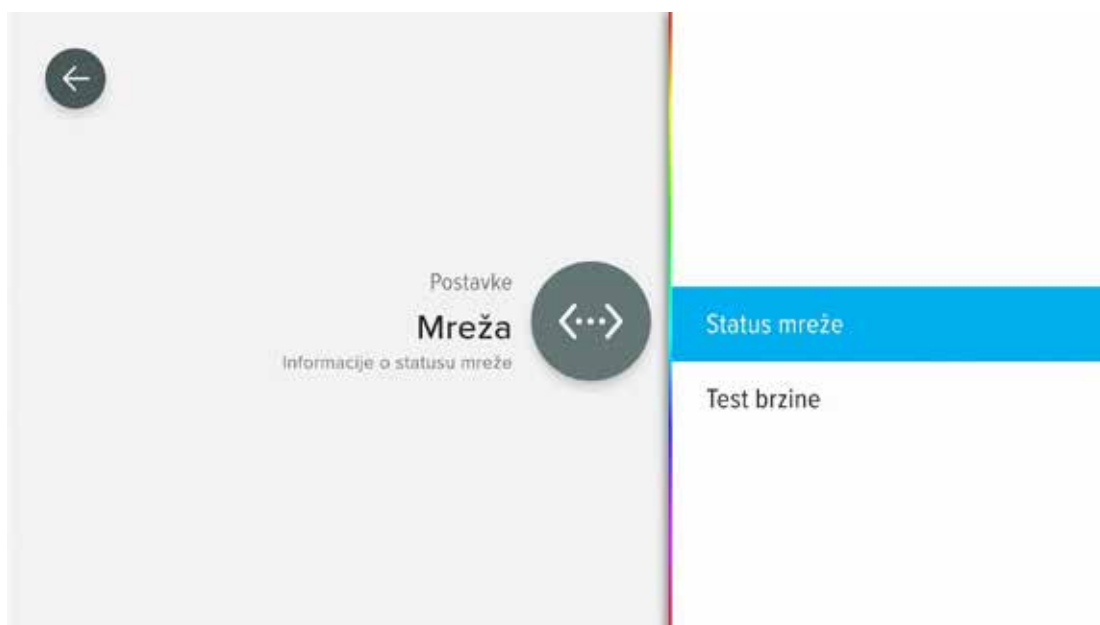 Postavke
Mreža
Informacije o statusu mreže
Status mreže
Test brzine